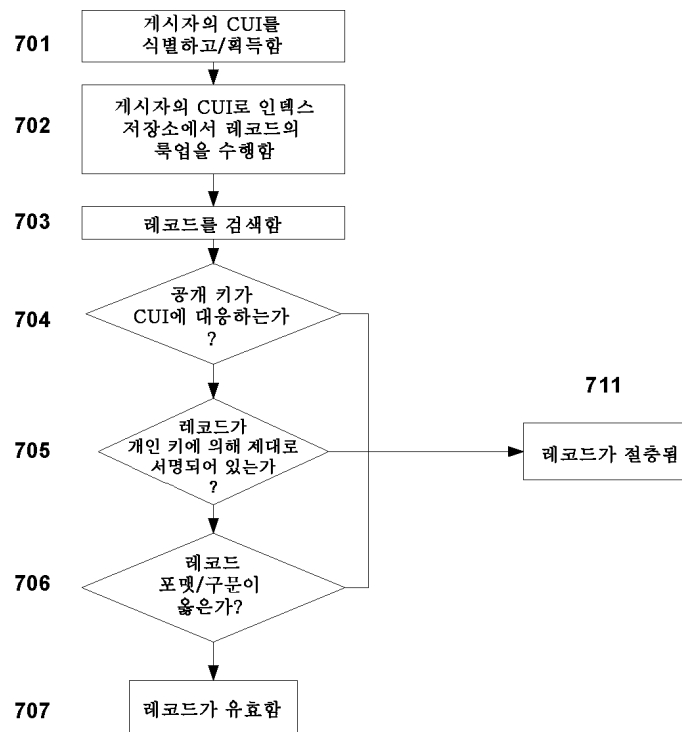 701
게시자의 CUI를
식별하고/획득함
702
게시자의 CUI로 인덱스
저장소에서 레코드의
룩업을 수행함
703
레코드를 검색함
704
공개 키가
CUI에 대응하는가
?
705
레코드가
개인 키에 의해 제대로
서명되어 있는가
?
711
레코드가 절충됨
706
레코드
포맷/구문이
옳은가?
707
레코드가 유효함